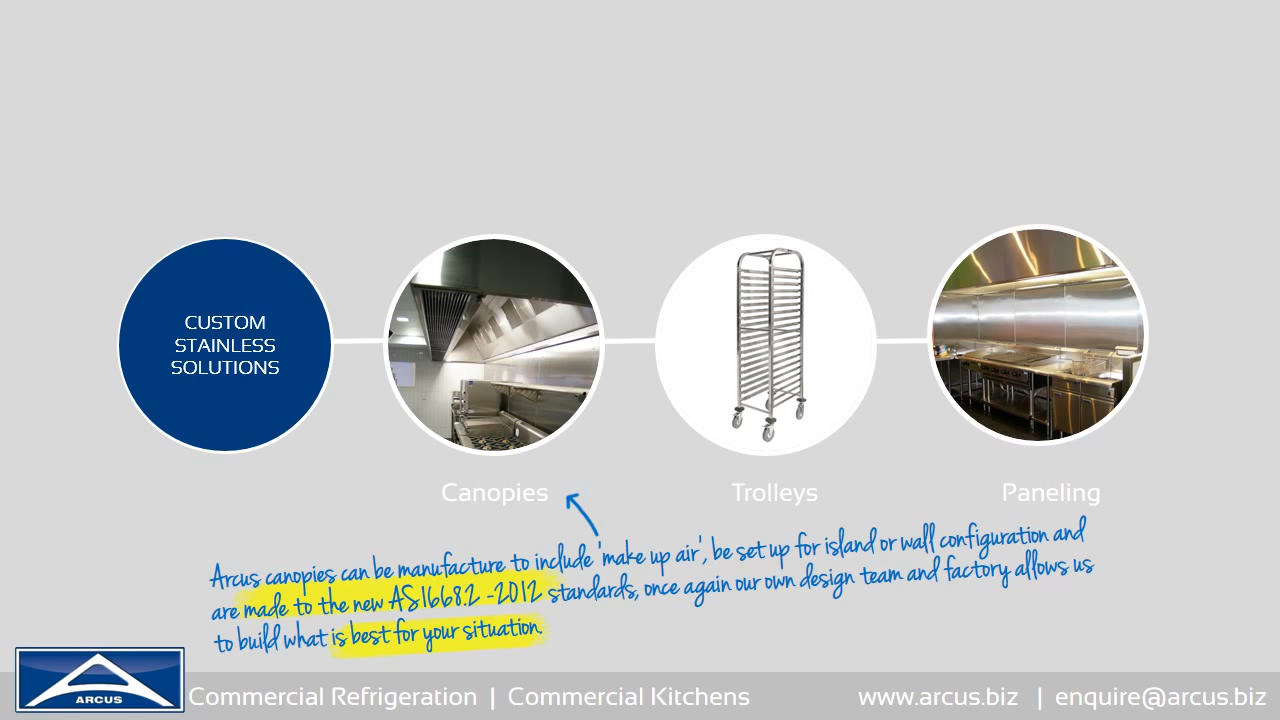 CUSTOM
STAINLESS
SOLUTIONS
Canopies
Trolleys
Paneling
Arcus canopies can be manufacture to include 'make up air', be set up for island or wall configuration and
are made to the new AS1668.2 -2012 standards, once again our own design team and factory allows us
to build what is best for your situation.
ARCUS
Commercial Refrigeration | Commercial Kitchens
www.arcus.biz | enquire@arcus.biz